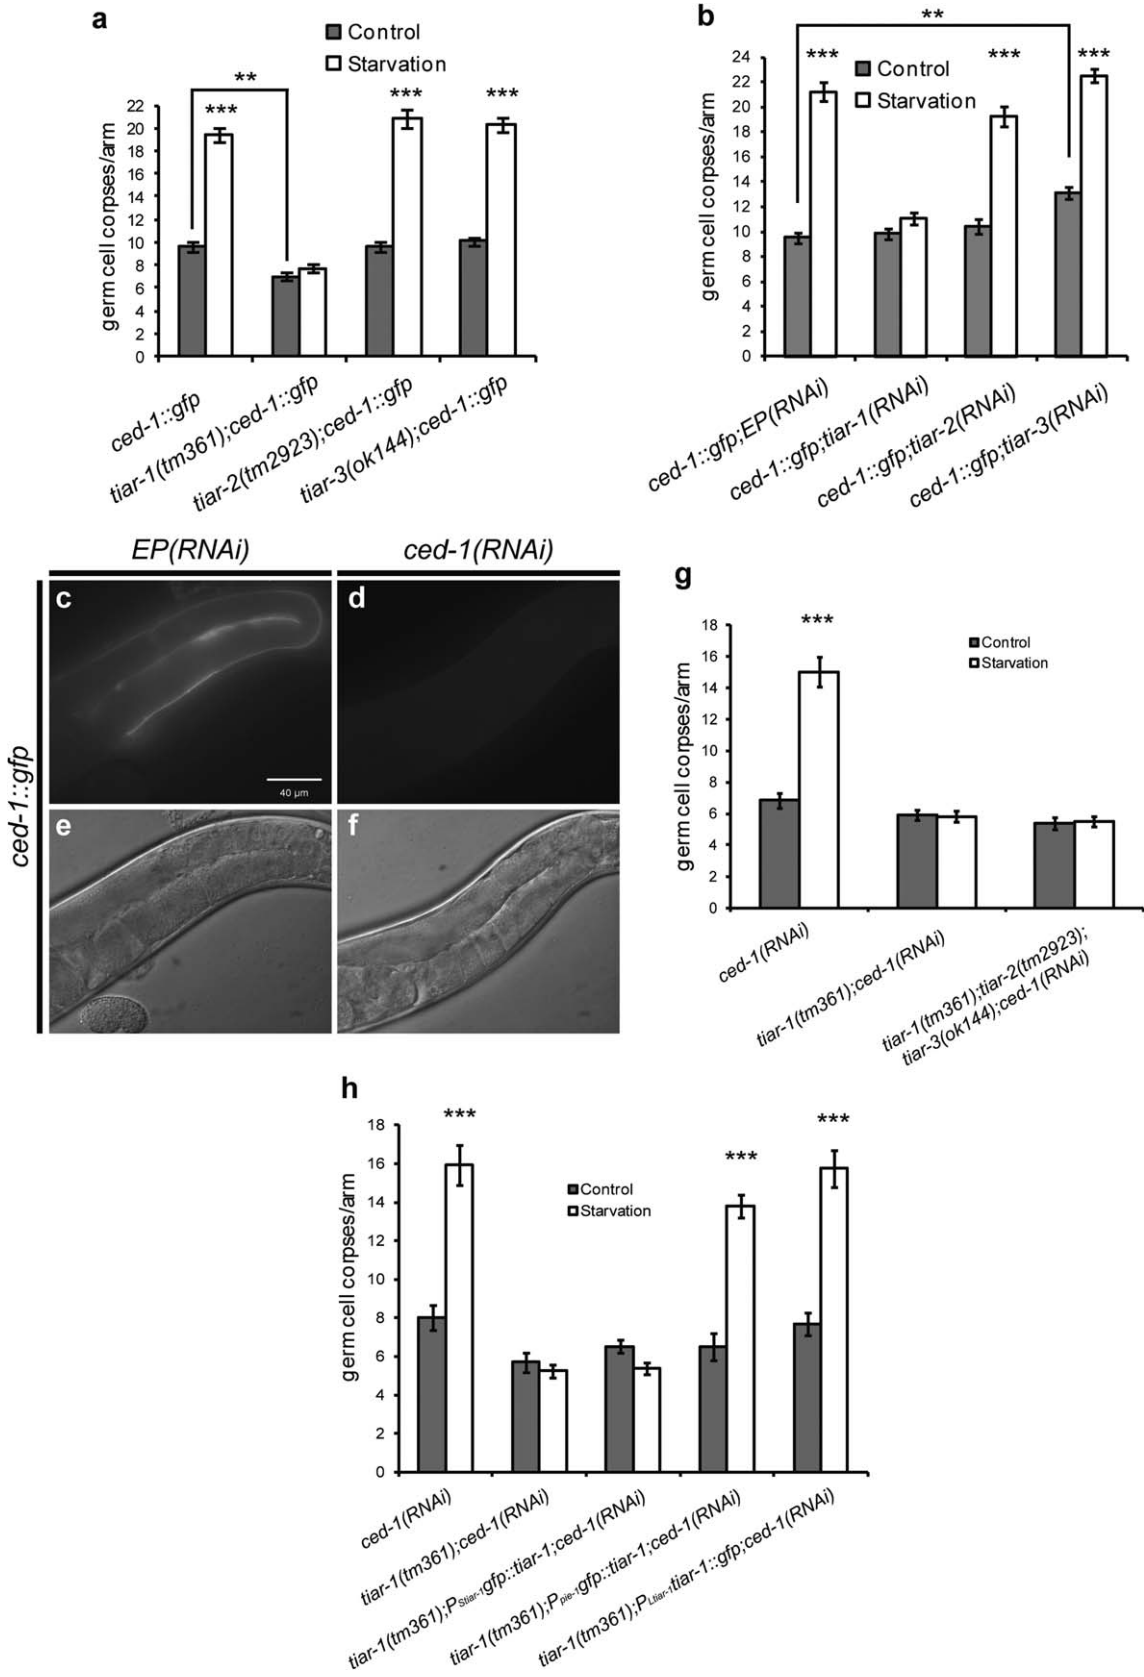 a
Control
Starvation
**
***
***
***
germ cell corpses/arm
22
20
18
16
14
12
10
8
6
4
2
0
ced-1::gfp
tiar-1(tm361);ced-1::gfp
tiar-2(tm2923);ced-1::gfp
tiar-3(ok144);ced-1::gfp
b
**
***
***
***
Control
Starvation
germ cell corpses/arm
24
22
20
18
16
14
12
10
8
6
4
2
0
ced-1::gfp;EP(RNAi)
ced-1::gfp;tiar-1(RNAi)
ced-1::gfp;tiar-2(RNAi)
ced-1::gfp;tiar-3(RNAi)
EP(RNAi)
ced-1(RNAi)
ced-1::gfp
c
d
40 µm
e
f
g
***
Control
Starvation
germ cell corpses/arm
18
16
14
12
10
8
6
4
2
0
ced-1(RNAi)
tiar-1(tm361);ced-1(RNAi)
tiar-1(tm361);tiar-2(tm2923);
tiar-3(ok144);ced-1(RNAi)
h
***
***
***
Control
Starvation
germ cell corpses/arm
18
16
14
12
10
8
6
4
2
0
ced-1(RNAi)
tiar-1(tm361);ced-1(RNAi)
tiar-1(tm361);PStiar-1gfp::tiar-1;ced-1(RNAi)
tiar-1(tm361);Ppie-1gfp::tiar-1;ced-1(RNAi)
tiar-1(tm361);PLtiar-1tiar-1::gfp;ced-1(RNAi)